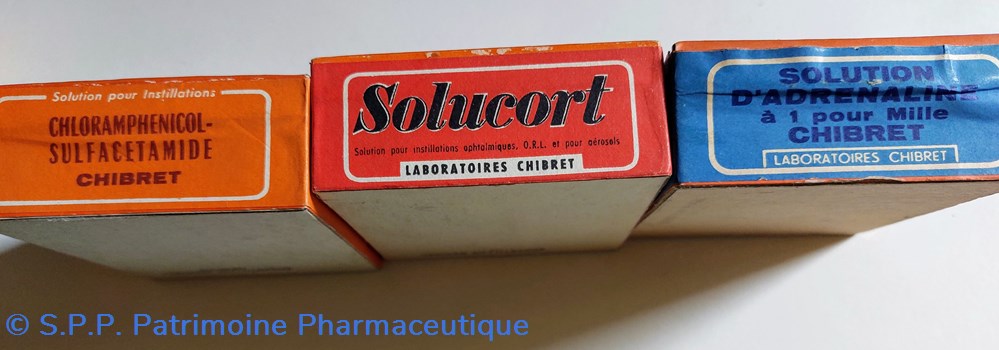 Solution pour Instillations
CHLORAMPHENICOL-
SULFACETAMIDE
CHIBRET
Solucort
Solution pour instillations ophtalmiques, O.R.L. et pour aérosols
LABORATOIRES CHIBRET
SOLUTION
D'ADRENALINE
à 1 pour Mille
CHIBRET
LABORATOIRES CHIBRET
© S.P.P. Patrimoine Pharmaceutique